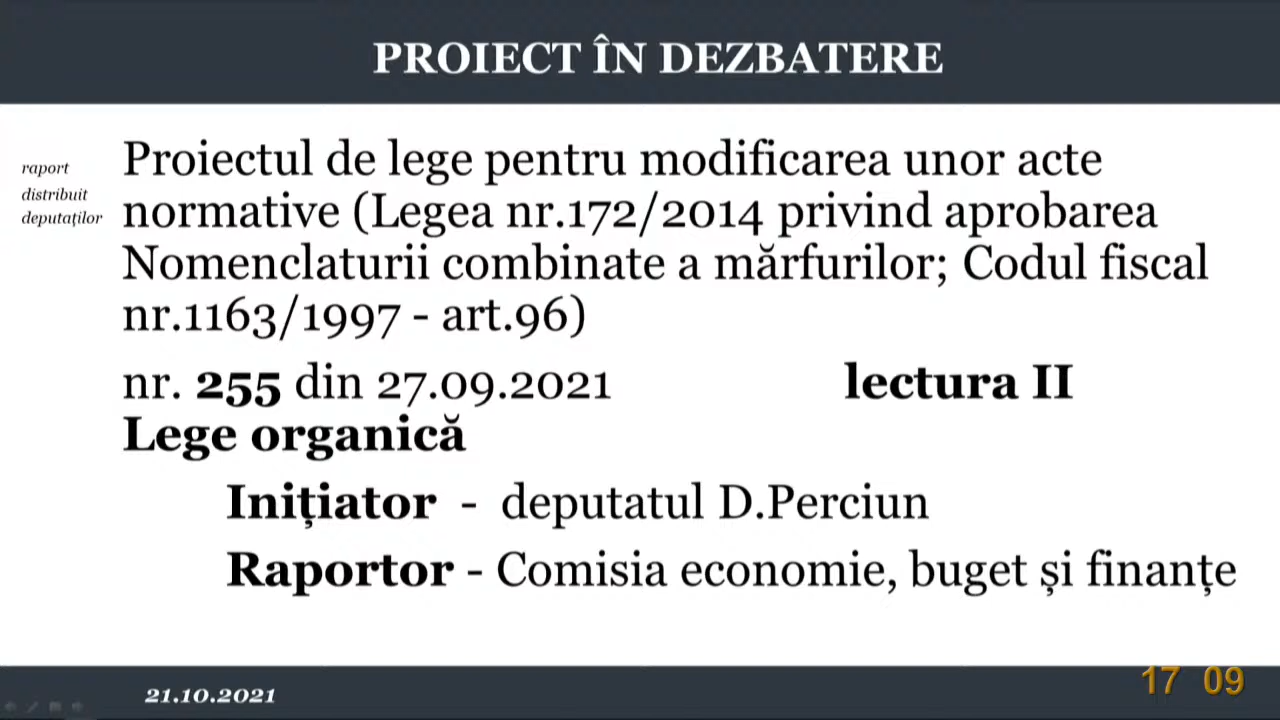 PROIECT ÎN DEZBATERE
raport
distribuit
deputaților
Proiectul de lege pentru modificarea unor acte
normative (Legea nr.172/2014 privind aprobarea
Nomenclaturii combinate a mărfurilor; Codul fiscal
nr.1163/1997 - art.96)
nr. 255 din 27.09.2021 lectura II
Lege organică
Inițiator - deputatul D.Perciun
Raportor - Comisia economie, buget și finanțe
21.10.2021
17 09